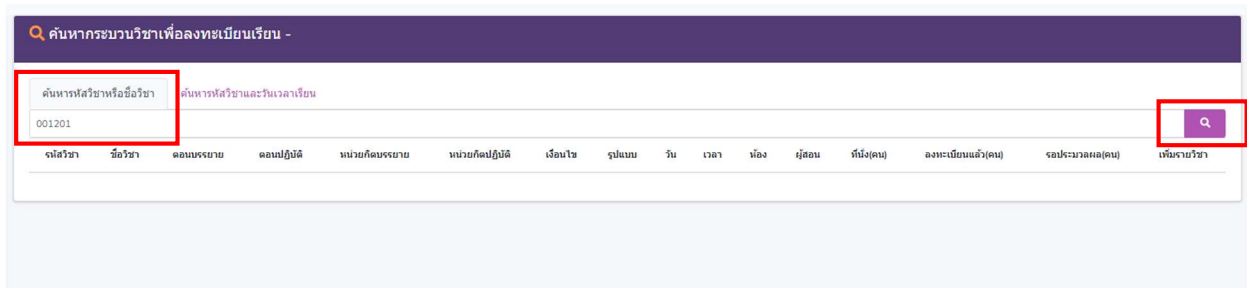 ค้นหากระบวนวิชาเพื่อลงทะเบียนเรียน -
ค้นหารหัสวิชาหรือชื่อวิชา ค้นหารหัสวิชาและวันเวลาเรียน
001201
รหัสวิชา ชื่อวิชา ตอนบรรยาย ตอนปฏิบัติ หน่วยกิตบรรยาย หน่วยกิตปฏิบัติ เงื่อนไข รูปแบบ วัน เวลา ห้อง ผู้สอน ที่นั่ง(คน) ลงทะเบียนแล้ว(คน) รอประมวลผล(คน) เพิ่มรายวิชา